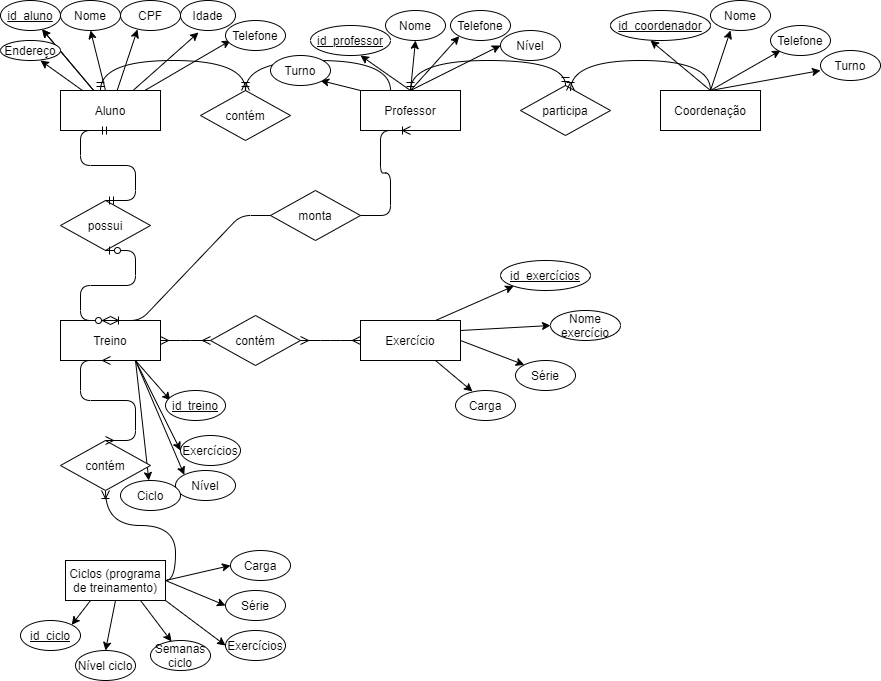 id_aluno
Nome
CPF
Idade
Telefone
Endereço
id_professor
Nome
Telefone
Nível
Turno
id_coordenador
Nome
Telefone
Turno
Aluno
contém
Professor
participa
Coordenação
possui
monta
id_exercícios
Nome
exercício
Série
Carga
Treino
contém
Exercício
id_treino
Exercícios
Nível
Ciclo
contém
Ciclos (programa
de treinamento)
Carga
Série
Exercícios
Semanas
ciclo
Nível ciclo
id_ciclo